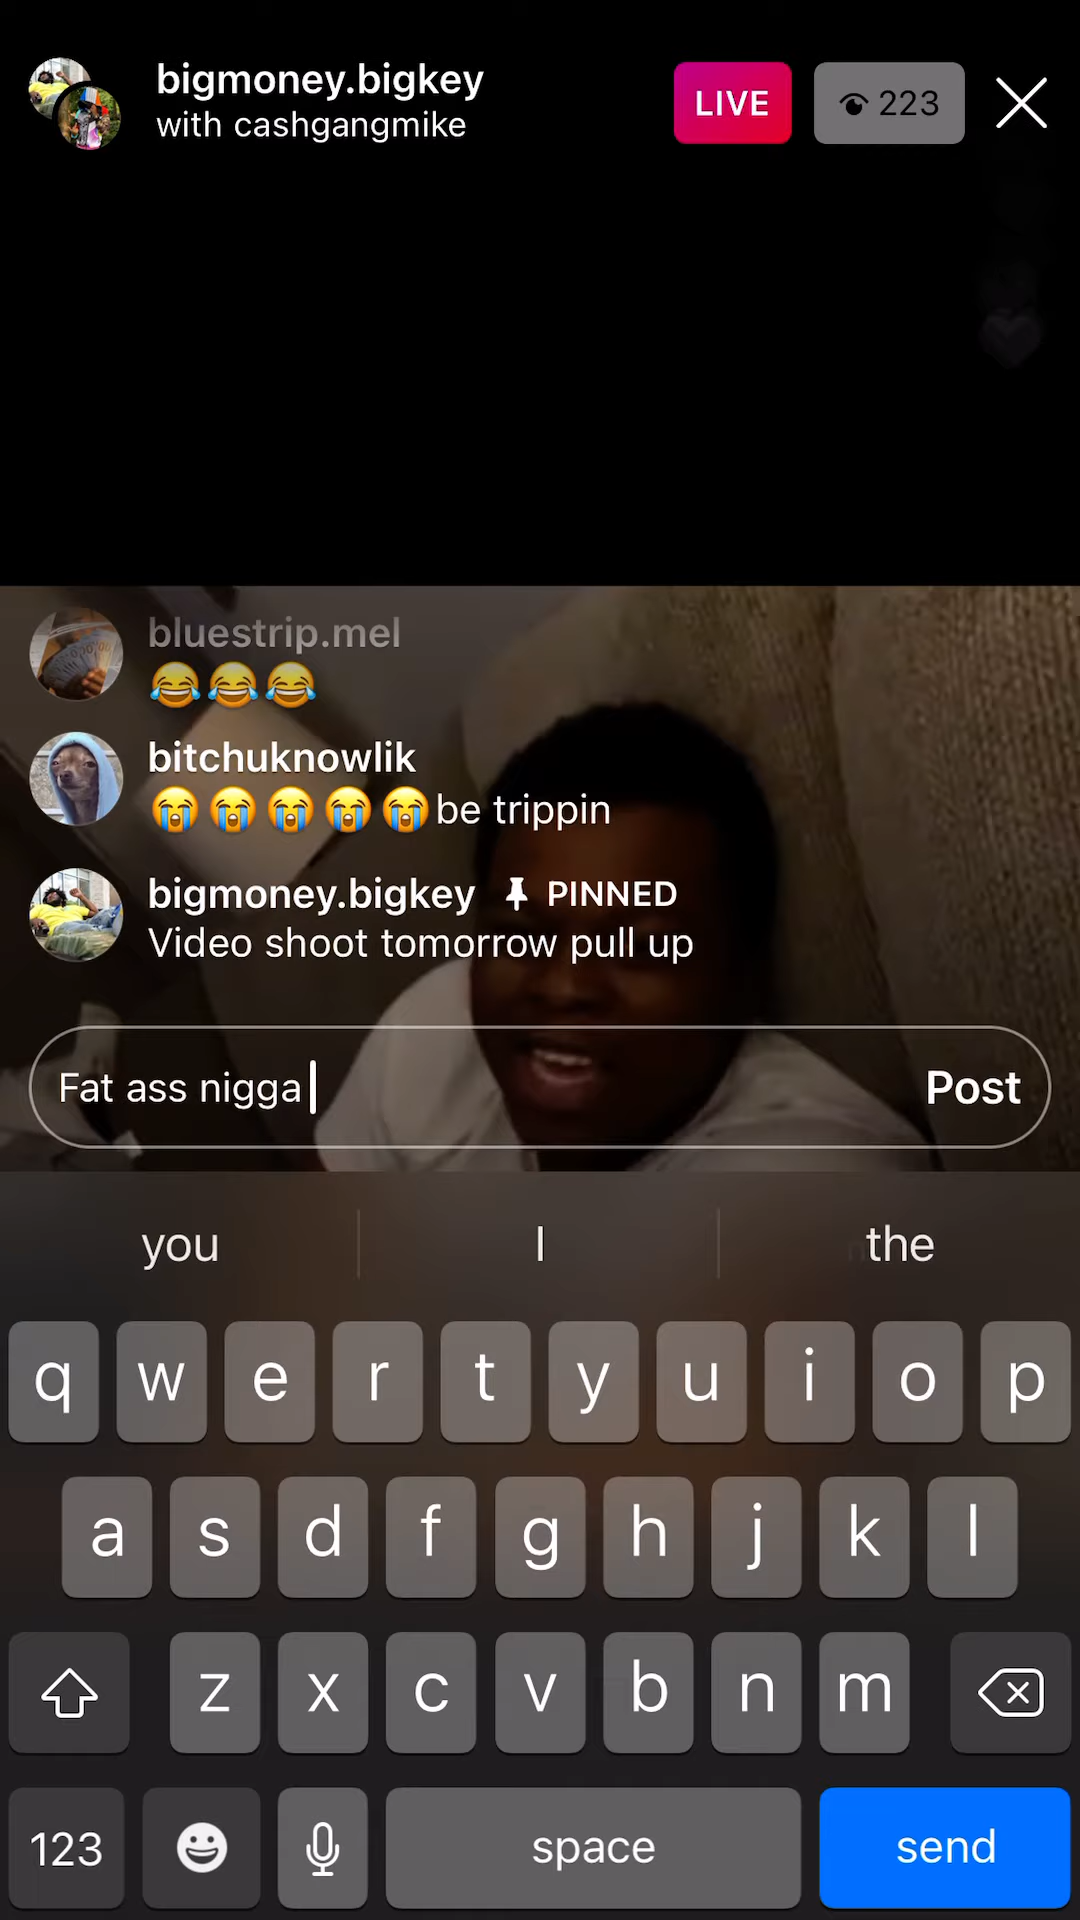 bigmoney.bigkey
with cashgangmike
LIVE
223
bluestrip.mel
😂😂😂
bitchuknowlik
😭😭😭😭😭be trippin
bigmoney.bigkey PINNED
Video shoot tomorrow pull up
Fat ass nigga
Post
you I the
q w e r t y u i o p
a s d f g h j k l
z x c v b n m
123 space send